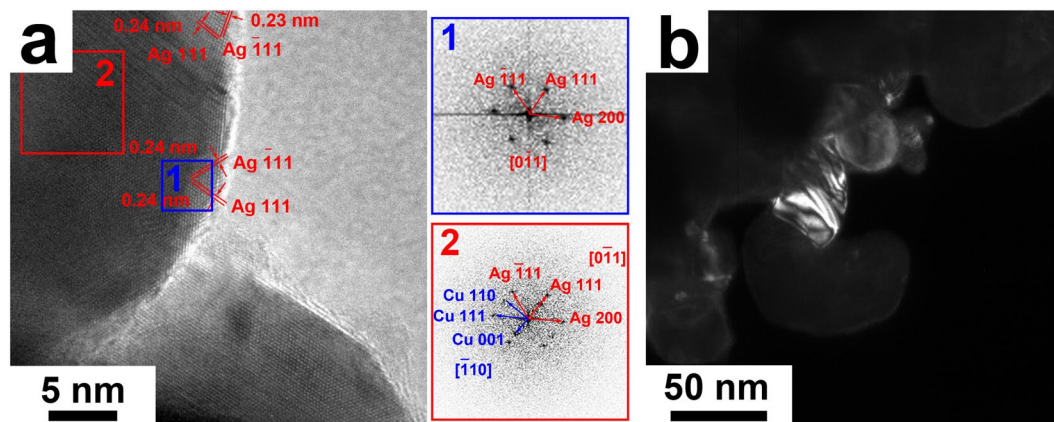 a
0.24 nm
0.23 nm
Ag 111
Ag 1̄11
2
0.24 nm
Ag 1̄11
1
0.24 nm
Ag 111
5 nm
1
Ag 1̄11
Ag 111
Ag 200
[01̄1]
2
[01̄1]
Ag 1̄11
Ag 111
Cu 110
Cu 111
Ag 200
Cu 001
[1̄10]
b
50 nm